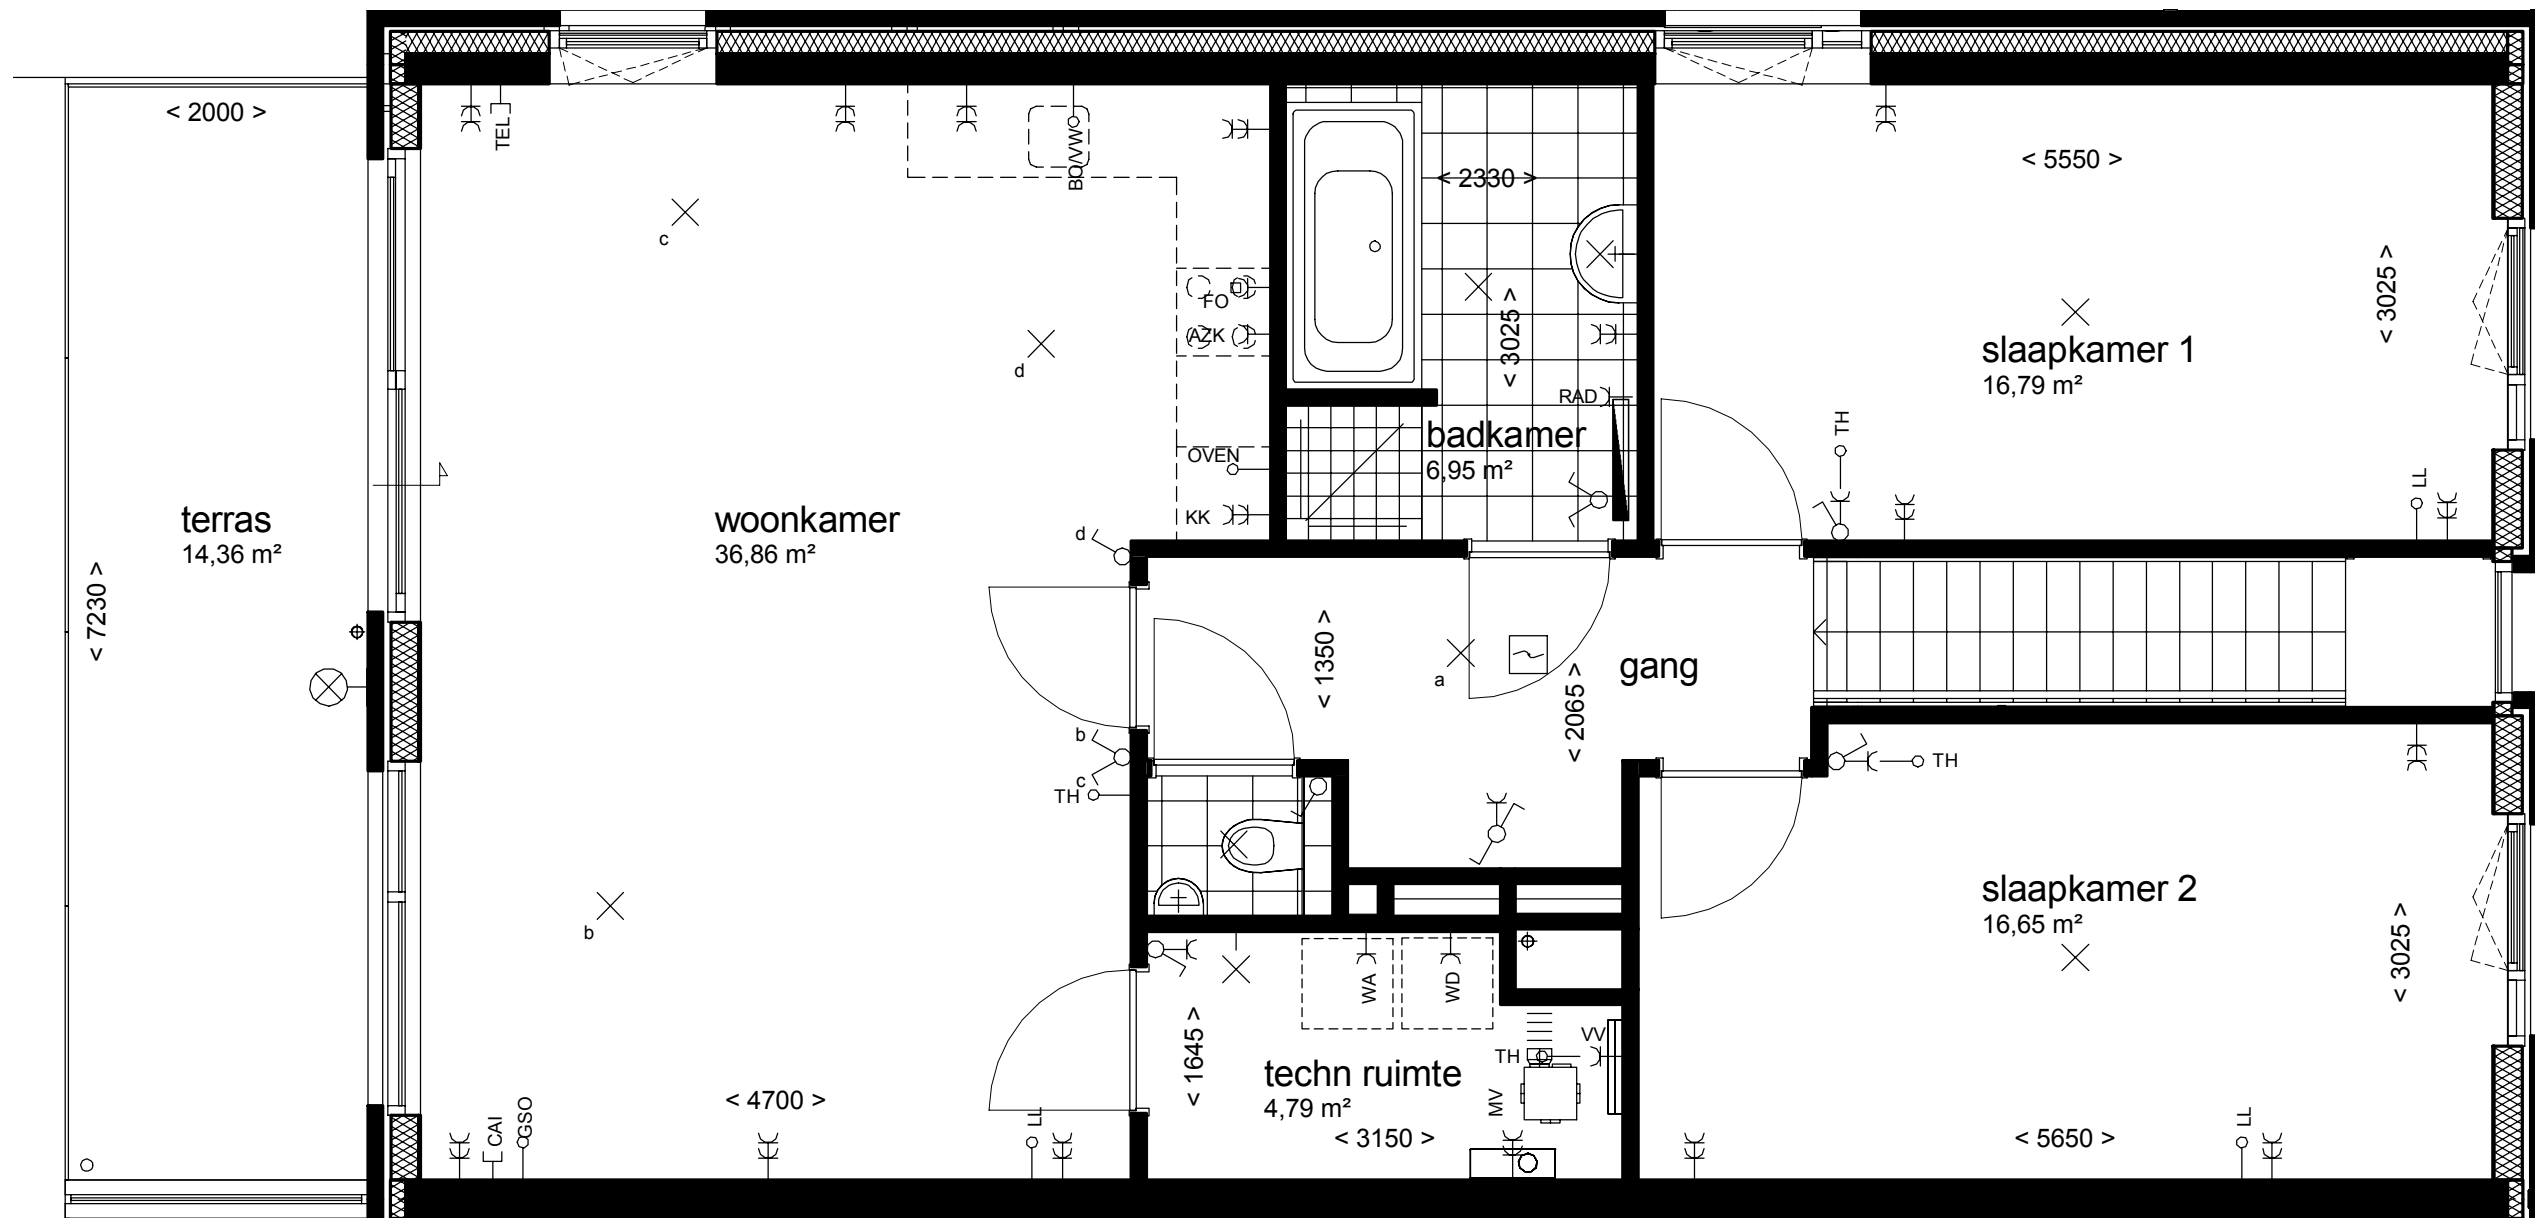 < 2000 >
TEL
BO/VW
< 2330 >
< 5550 >
c
d
FO
AZK
< 3025 >
< 3025 >
slaapkamer 1
16,79 m²
RAD
badkamer
6,95 m²
TH
OVEN
KK
LL
terras
14,36 m²
woonkamer
36,86 m²
d
< 7230 >
< 1350 >
a
< 2065 >
gang
b
c
TH
TH
b
slaapkamer 2
16,65 m²
< 3025 >
WA
WD
< 1645 >
techn ruimte
4,79 m²
TH
VV
MV
< 4700 >
< 3150 >
< 5650 >
CAI
GSO
LL
LL